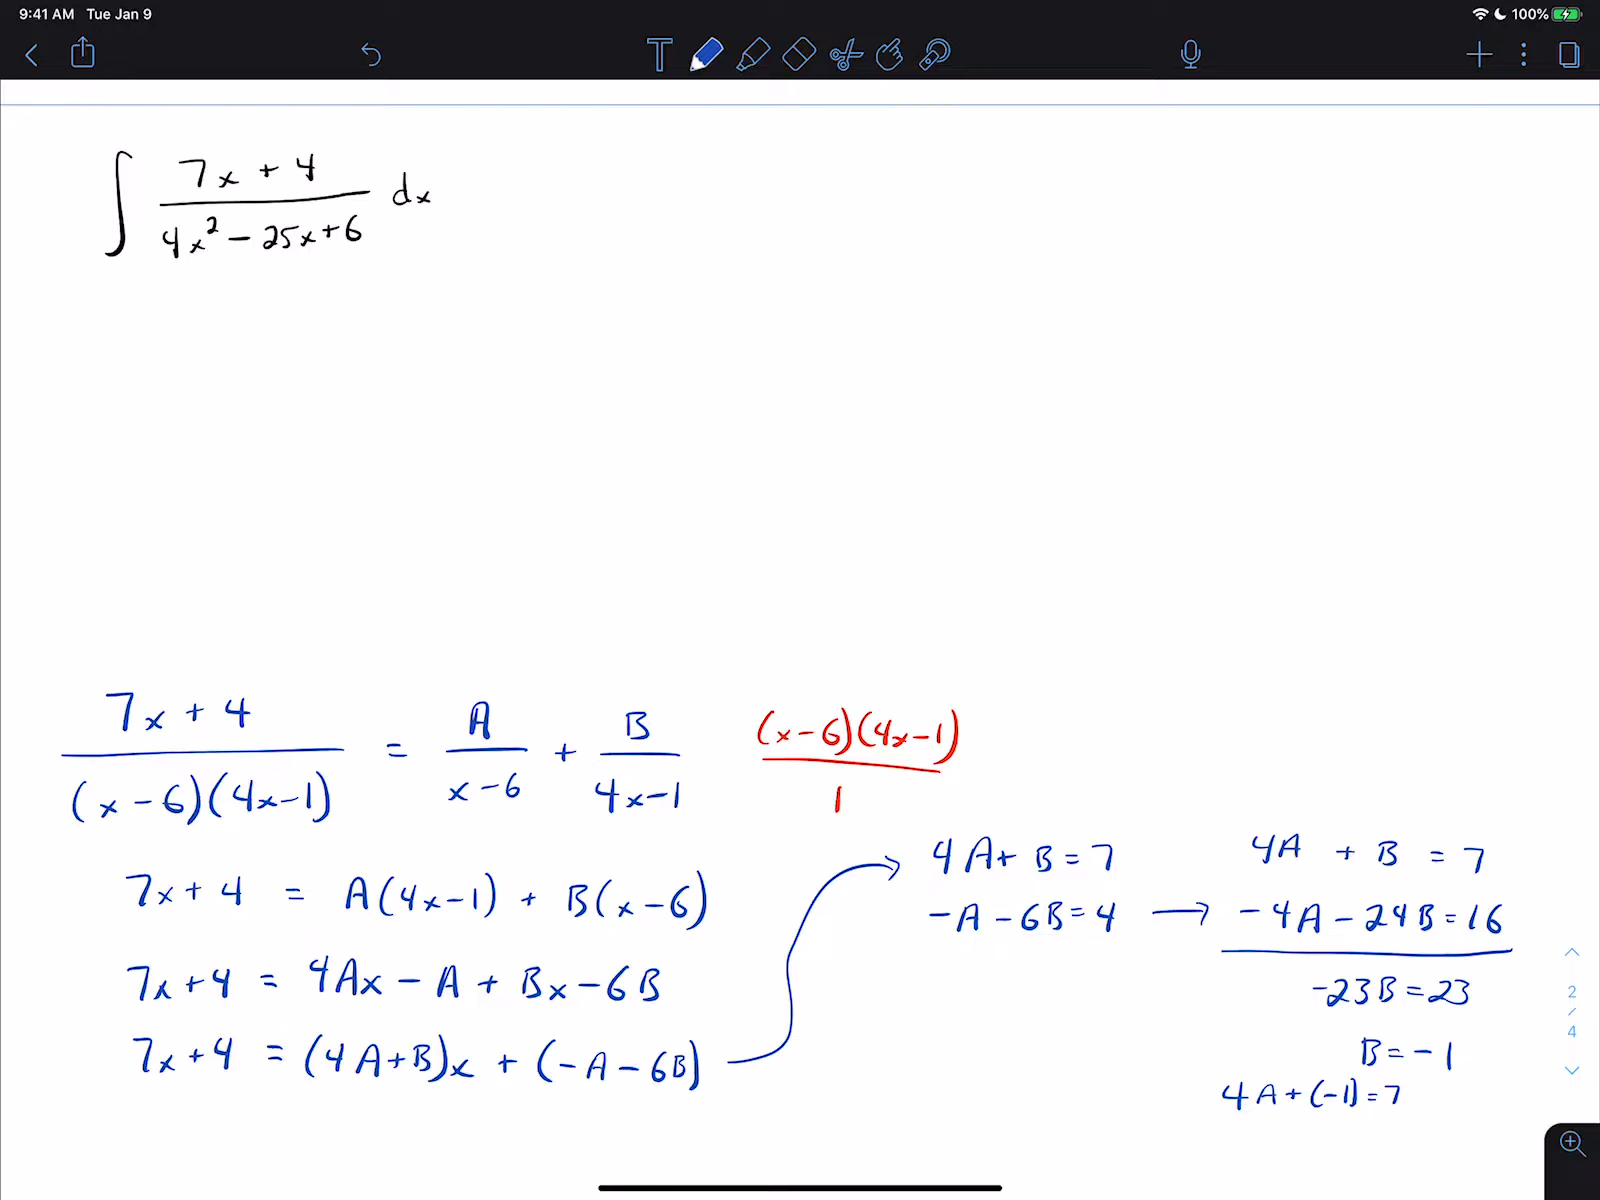 9:41 AM Tue Jan 9
100%
∫ (7x + 4)/(4x² - 25x + 6) dx
(7x + 4)/((x - 6)(4x - 1)) = A/(x - 6) + B/(4x - 1)
(x - 6)(4x - 1)/1
7x + 4 = A(4x - 1) + B(x - 6)
7x + 4 = 4Ax - A + Bx - 6B
7x + 4 = (4A + B)x + (-A - 6B)
4A + B = 7
-A - 6B = 4
4A + B = 7
-4A - 24B = 16
-23B = 23
B = -1
4A + (-1) = 7
2
/
4